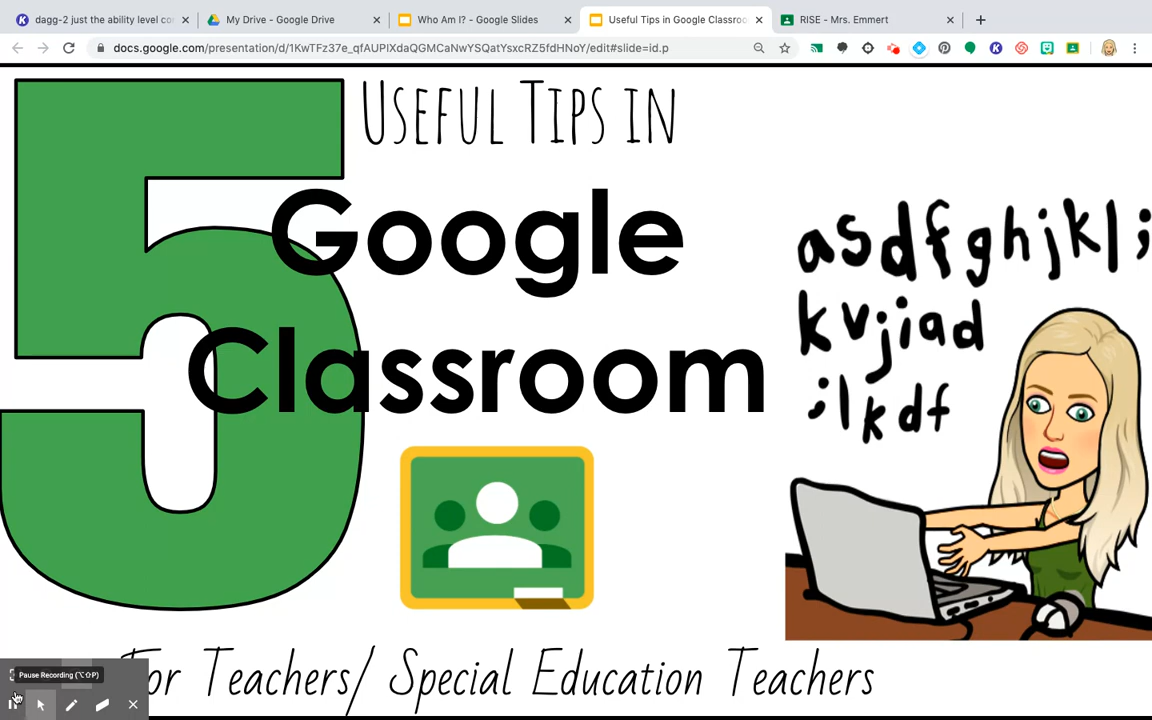 dagg-2 just the ability level co
My Drive - Google Drive
Who Am I? - Google Slides
Useful Tips in Google Classroo
RISE - Mrs. Emmert
docs.google.com/presentation/d/1KwTFz37e_qfAUPIXdaQGMCaNwYSQatYsxcRZ5fdHNoY/edit#slide=id.p
5
Useful Tips in
Google
Classroom
asdfghjkl;
kvjiad
;lkdf
For Teachers/ Special Education Teachers
Pause Recording (⌥⇧P)